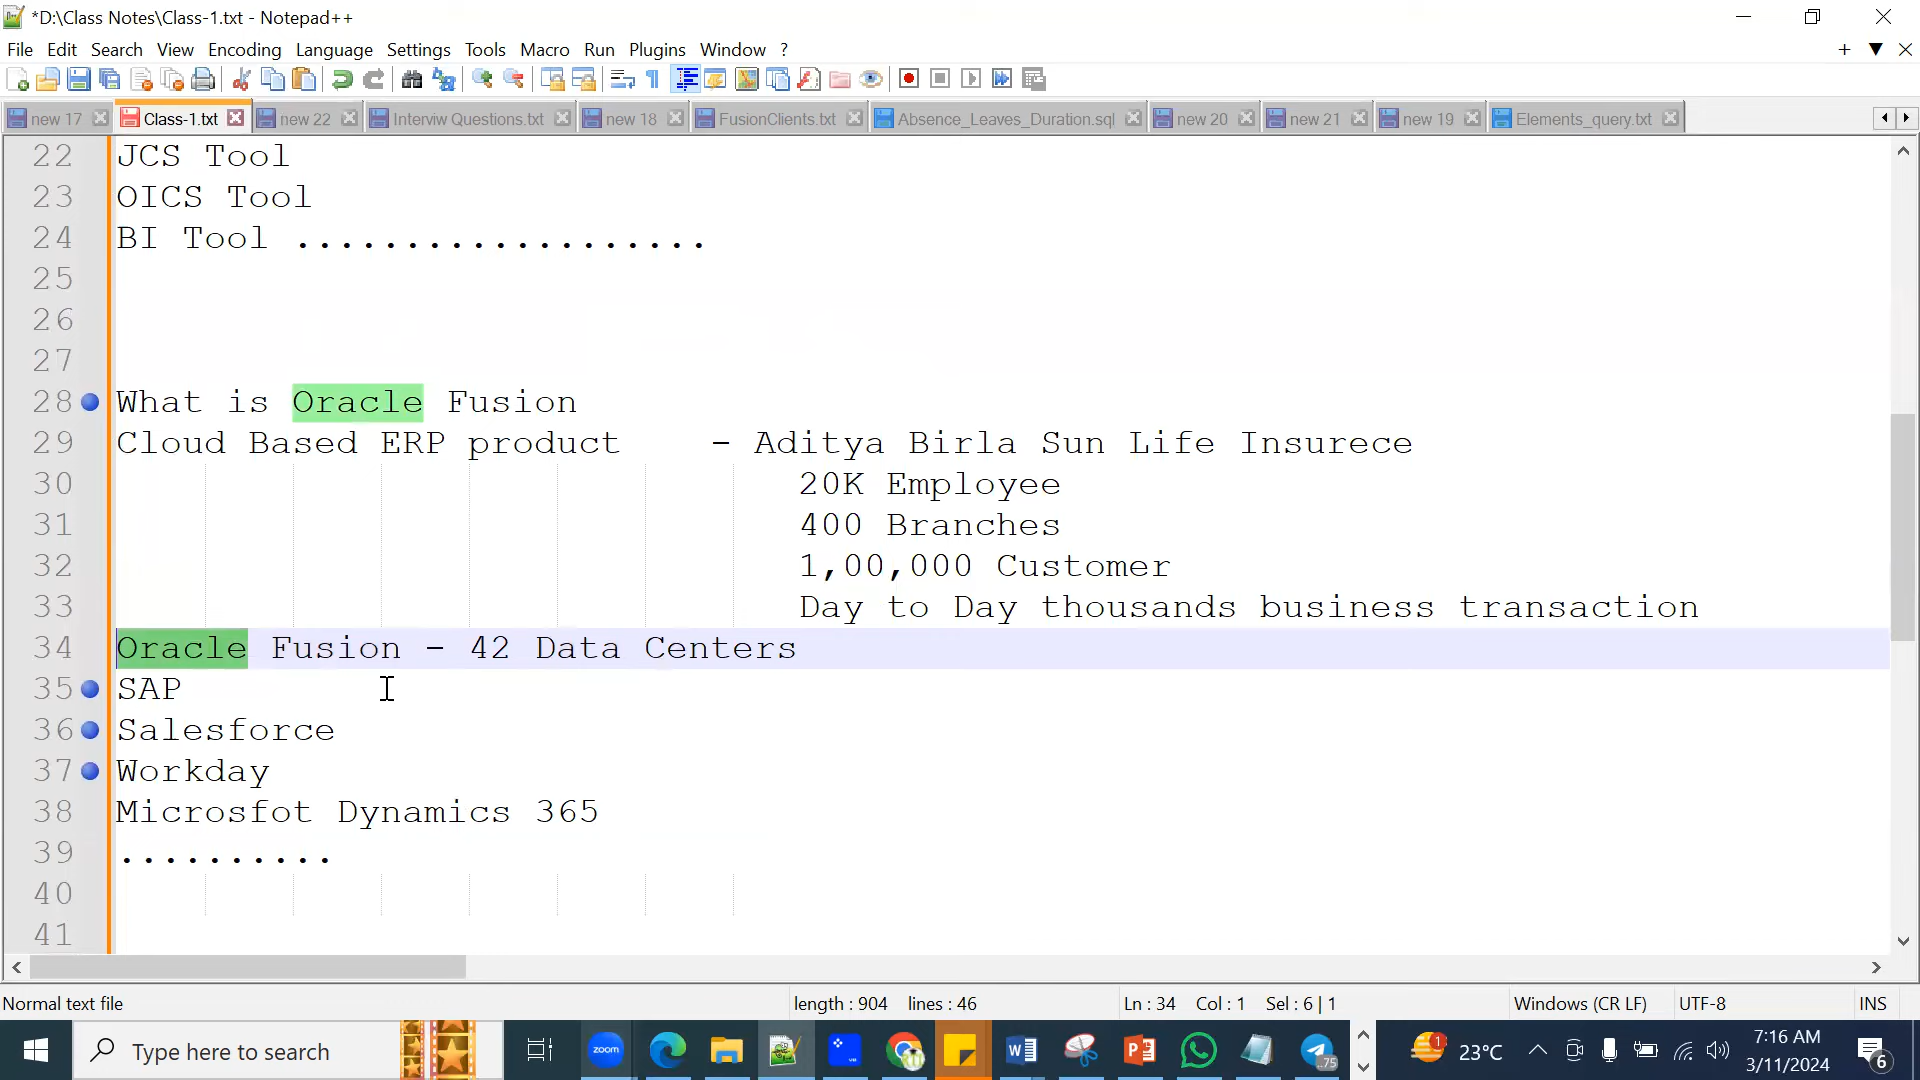 *D:\Class Notes\Class-1.txt - Notepad++
File Edit Search View Encoding Language Settings Tools Macro Run Plugins Window ?
new 17 Class-1.txt new 22 Interviw Questions.txt new 18 FusionClients.txt Absence_Leaves_Duration.sql new 20 new 21 new 19 Elements_query.txt
22 JCS Tool
23 OICS Tool
24 BI Tool ...................
25
26
27
28 What is Oracle Fusion
29 Cloud Based ERP product - Aditya Birla Sun Life Insurece
30 20K Employee
31 400 Branches
32 1,00,000 Customer
33 Day to Day thousands business transaction
34 Oracle Fusion - 42 Data Centers
35 SAP
36 Salesforce
37 Workday
38 Microsfot Dynamics 365
39 ..........
40
41
Normal text file length : 904 lines : 46 Ln : 34 Col : 1 Sel : 6 | 1 Windows (CR LF) UTF-8 INS
Type here to search zoom 75 1 23°C 7:16 AM
3/11/2024 6